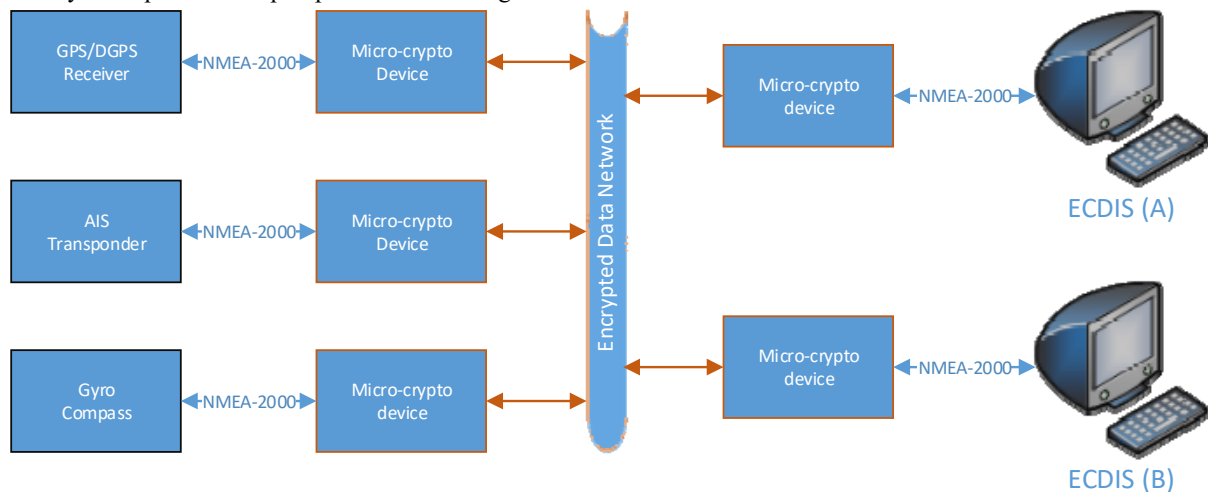 GPS/DGPS
Receiver
NMEA-2000
Micro-crypto
Device
Micro-crypto
device
NMEA-2000
ECDIS (A)
AIS
Transponder
NMEA-2000
Micro-crypto
Device
Encrypted Data Network
Gyro
Compass
NMEA-2000
Micro-crypto
device
Micro-crypto
device
NMEA-2000
ECDIS (B)